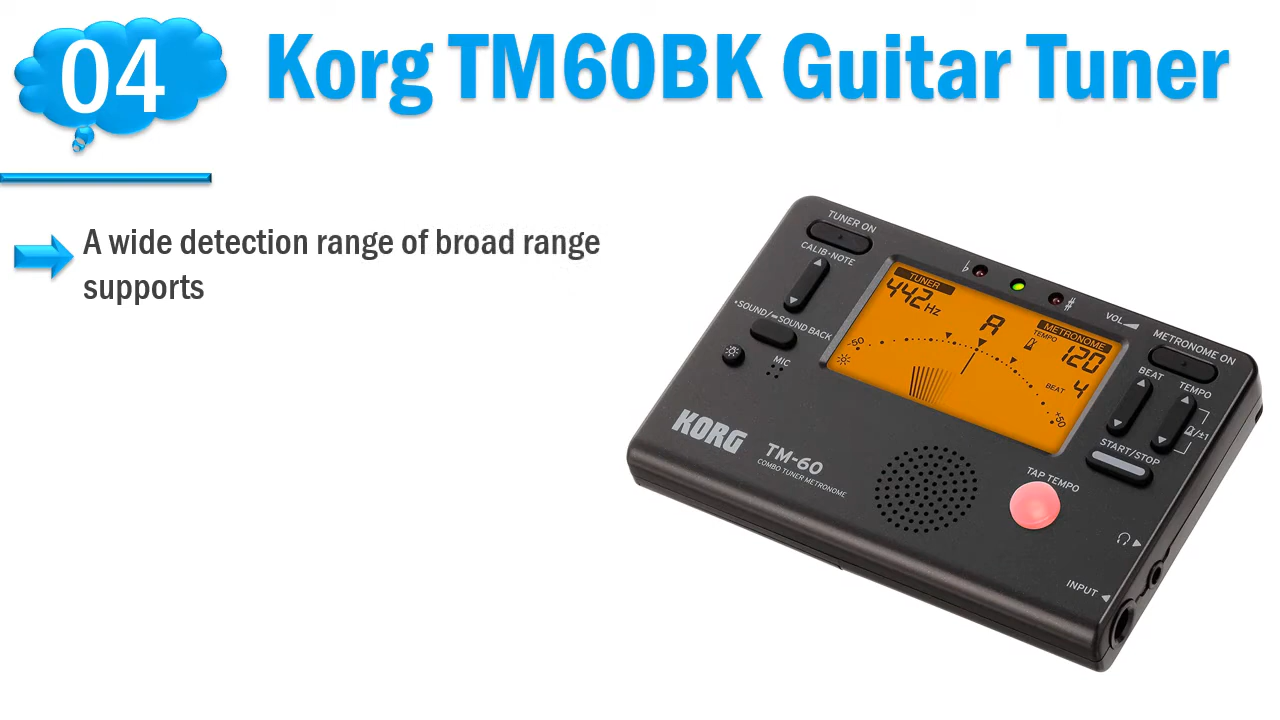 04
Korg TM60BK Guitar Tuner
A wide detection range of broad range
supports
TUNER ON
CALIB•NOTE
•SOUND/━SOUND BACK
MIC
♭
♯
VOL
METRONOME ON
TUNER
442Hz
A
METRONOME
TEMPO
120
BEAT
4
-50
+50
BEAT
TEMPO
/±1
START/STOP
TAP TEMPO
KORG
TM-60
COMBO TUNER METRONOME
INPUT